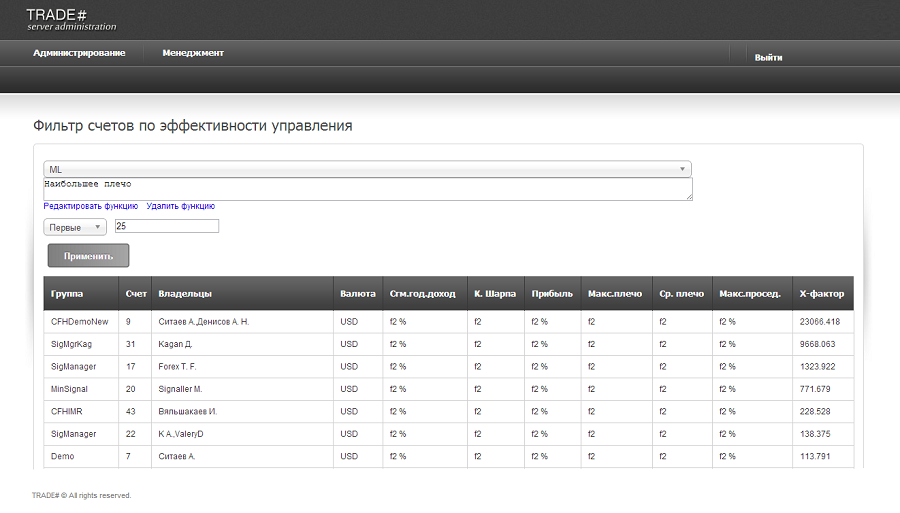 TRADE#
server administration
Администрирование Менеджмент Выйти
Фильтр счетов по эффективности управления
ML
Наибольшее плечо
Редактировать функцию Удалить функцию
Первые 25
Применить
Группа Счет Владельцы Валюта Сгм.год.доход К. Шарпа Прибыль Макс.плечо Ср. плечо Макс.просед. Х-фактор
CFHDemoNew 9 Ситаев А.,Денисов А. Н. USD f2 % f2 f2 % f2 f2 f2 % 23066.418
SigMgrKag 31 Kagan Д. USD f2 % f2 f2 % f2 f2 f2 % 9668.063
SigManager 17 Forex T. F. USD f2 % f2 f2 % f2 f2 f2 % 1323.922
MinSignal 20 Signaller M. USD f2 % f2 f2 % f2 f2 f2 % 771.679
CFHIMR 43 Вяльшакаев И. USD f2 % f2 f2 % f2 f2 f2 % 228.528
SigManager 22 K A.,ValeryD USD f2 % f2 f2 % f2 f2 f2 % 138.375
Demo 7 Ситаев А. USD f2 % f2 f2 % f2 f2 f2 % 113.791
TRADE# © All rights reserved.